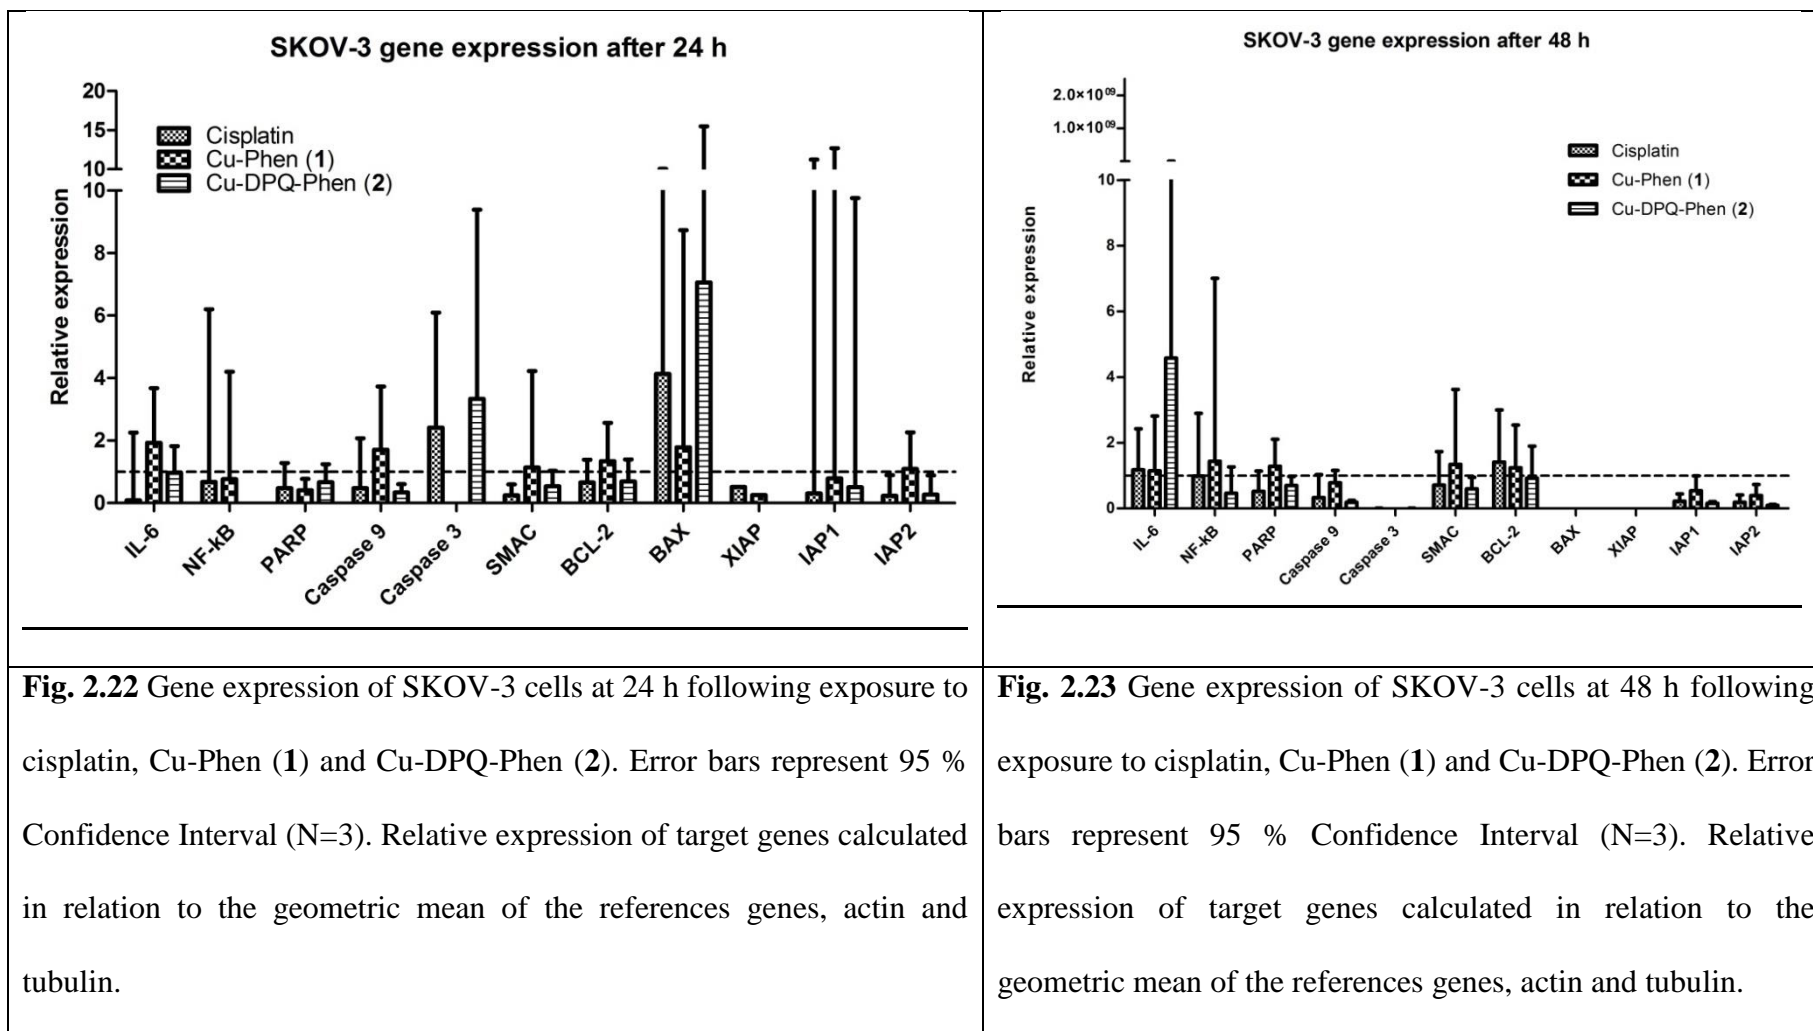 SKOV-3 gene expression after 24 h
20
15
10
10
8
6
4
2
0
Relative expression
Cisplatin
Cu-Phen (1)
Cu-DPQ-Phen (2)
IL-6
NF-kB
PARP
Caspase 9
Caspase 3
SMAC
BCL-2
BAX
XIAP
IAP1
IAP2
SKOV-3 gene expression after 48 h
2.0×10⁰⁹
1.0×10⁰⁹
10
8
6
4
2
0
Relative expression
Cisplatin
Cu-Phen (1)
Cu-DPQ-Phen (2)
IL-6
NF-kB
PARP
Caspase 9
Caspase 3
SMAC
BCL-2
BAX
XIAP
IAP1
IAP2
Fig. 2.22 Gene expression of SKOV-3 cells at 24 h following exposure to
cisplatin, Cu-Phen (1) and Cu-DPQ-Phen (2). Error bars represent 95 %
Confidence Interval (N=3). Relative expression of target genes calculated
in relation to the geometric mean of the references genes, actin and
tubulin.
Fig. 2.23 Gene expression of SKOV-3 cells at 48 h following
exposure to cisplatin, Cu-Phen (1) and Cu-DPQ-Phen (2). Error
bars represent 95 % Confidence Interval (N=3). Relative
expression of target genes calculated in relation to the
geometric mean of the references genes, actin and tubulin.